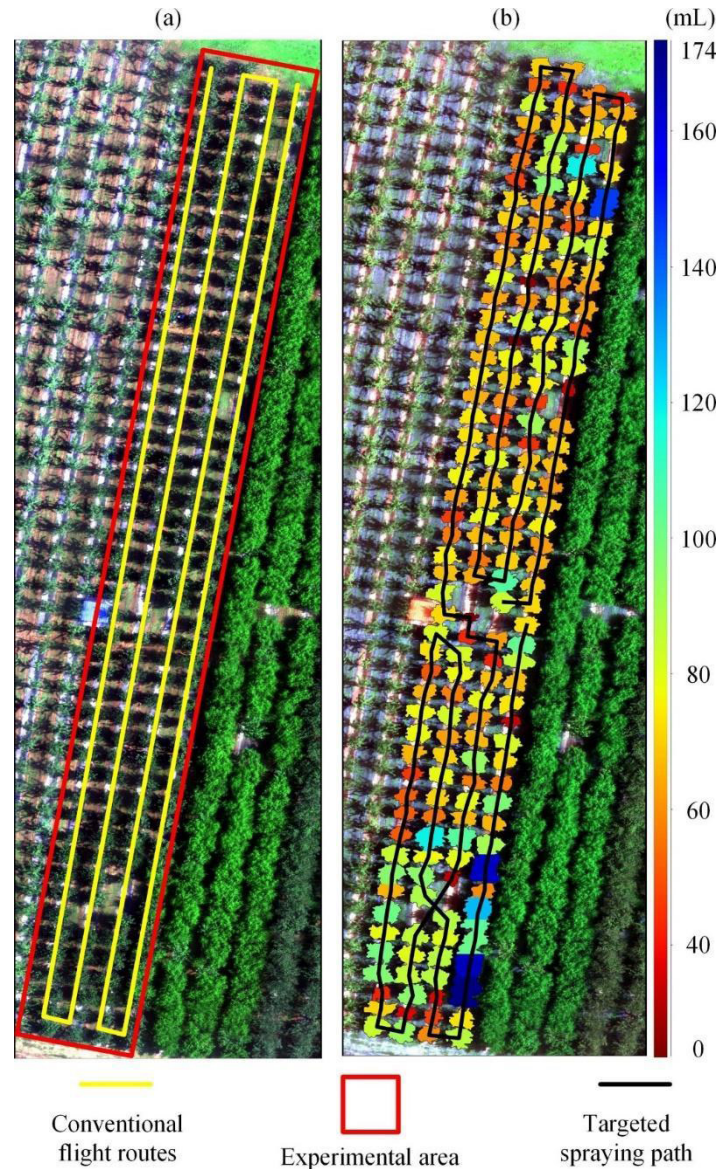 (a) (b) (mL)
174
160
140
120
100
80
60
40
0
Conventional
flight routes
Experimental area
Targeted
spraying path